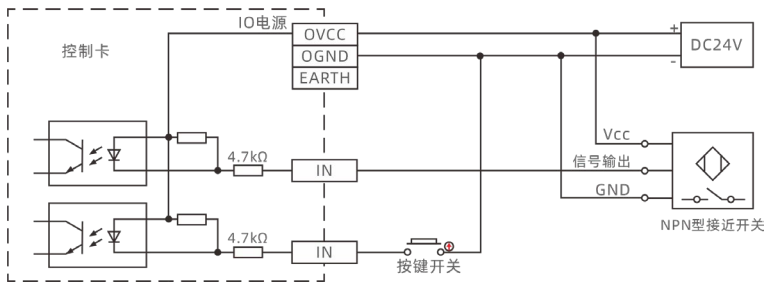 IO电源
OVCC
OGND
EARTH
+
-
DC24V
控制卡
Vcc
信号输出
GND
NPN型接近开关
4.7kΩ
IN
4.7kΩ
IN
按键开关